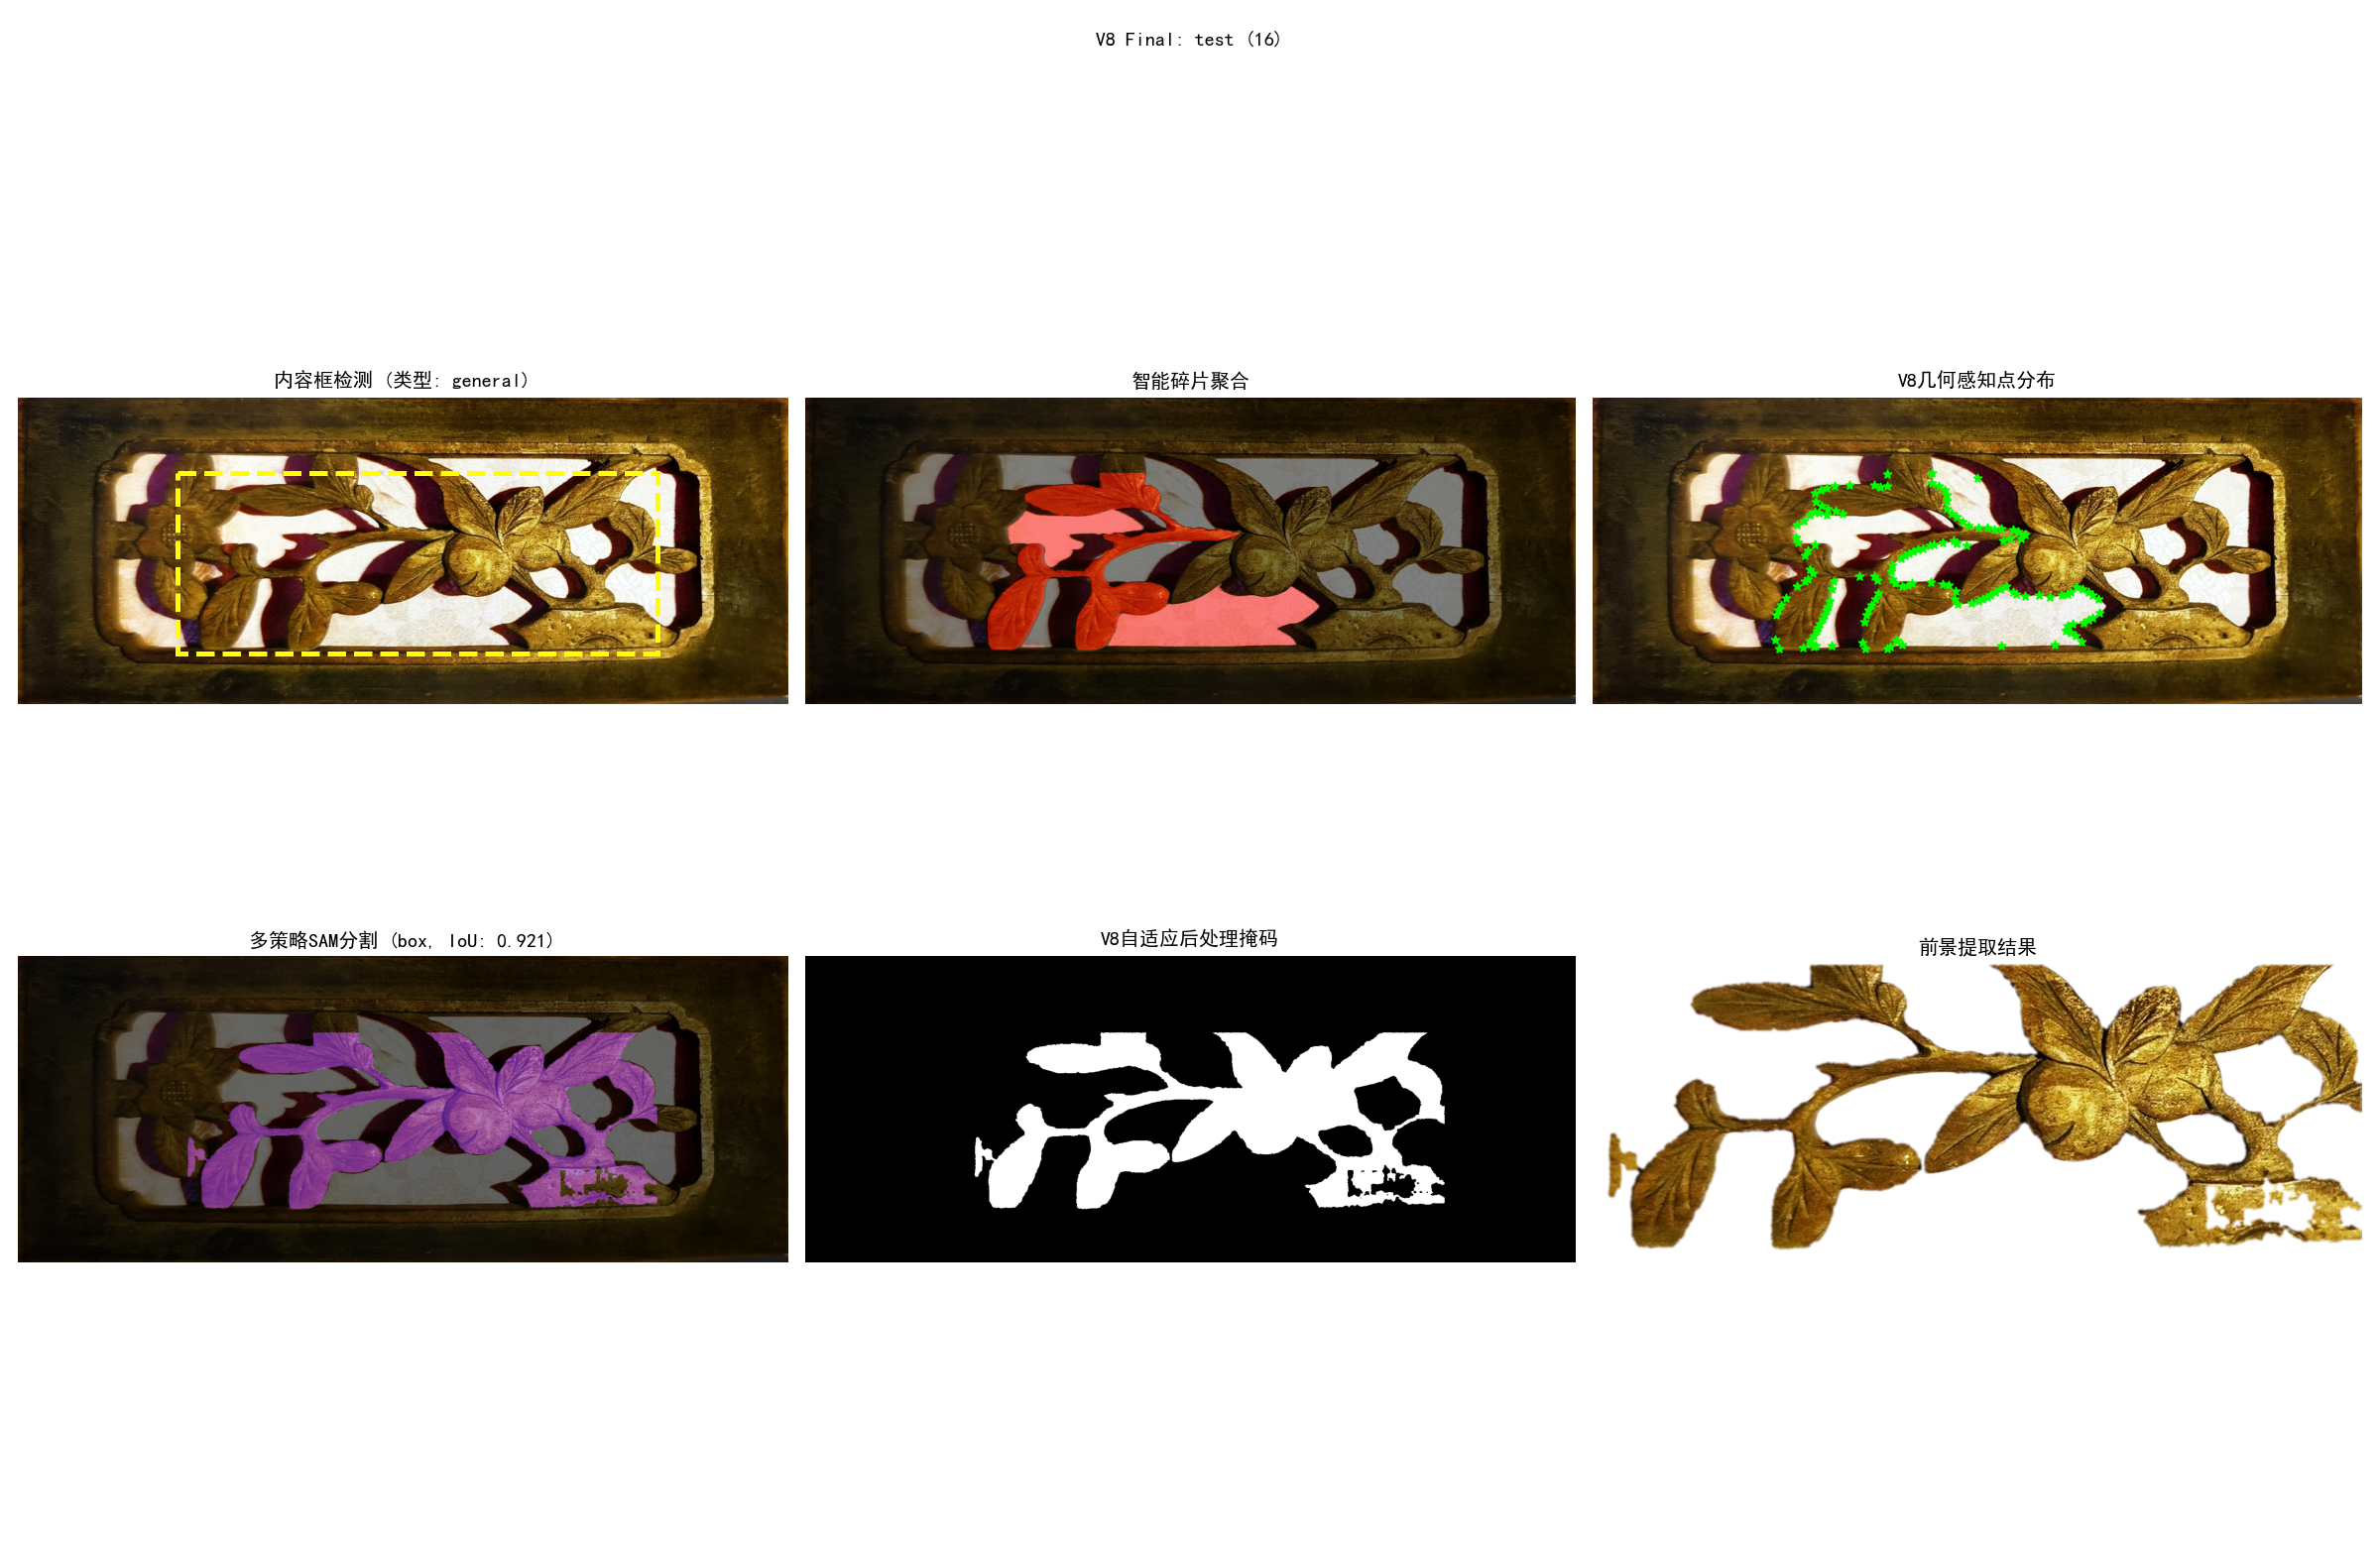 V8 Final: test (16)
内容框检测 (类型: general)
智能碎片聚合
V8几何感知点分布
多策略SAM分割 (box, IoU: 0.921)
V8自适应后处理掩码
前景提取结果